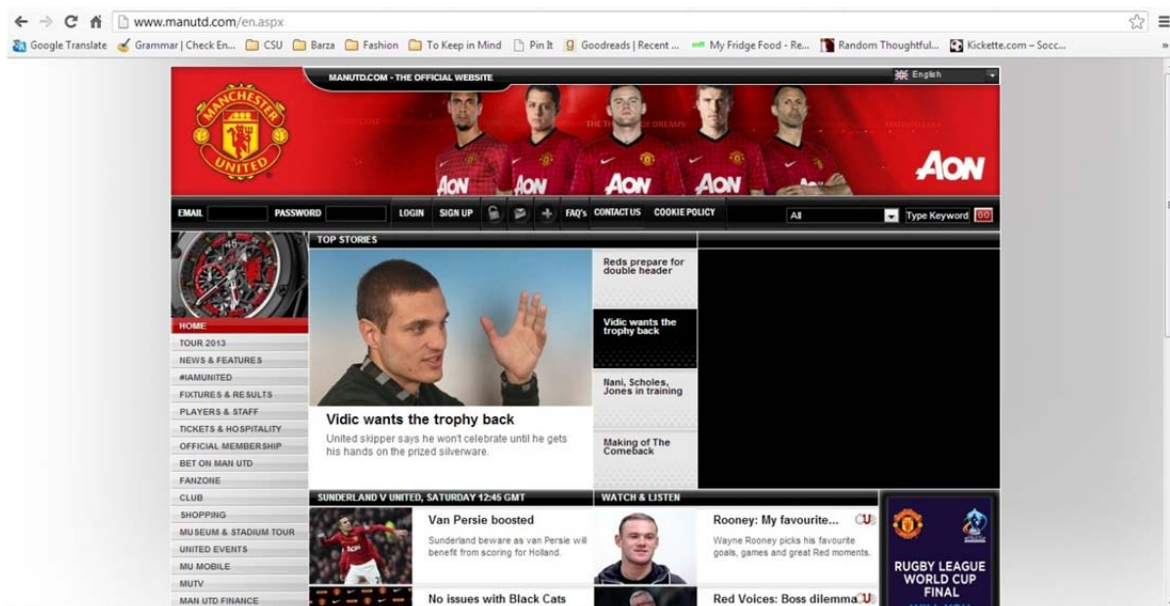 www.manutd.com/en.aspx
Google Translate
Grammar | Check En...
CSU
Barza
Fashion
To Keep in Mind
Pin It
Goodreads | Recent ...
My Fridge Food - Re...
Random Thoughtful...
Kickette.com – Socc...
MANUTD.COM - THE OFFICIAL WEBSITE
English
MANCHESTER
UNITED
AON
AON
AON
AON
AON
EMAIL
PASSWORD
LOGIN
SIGN UP
FAQ's
CONTACT US
COOKIE POLICY
All
Type Keyword
GO
TOP STORIES
HOME
TOUR 2013
NEWS & FEATURES
#IAMUNITED
FIXTURES & RESULTS
PLAYERS & STAFF
TICKETS & HOSPITALITY
OFFICIAL MEMBERSHIP
BET ON MAN UTD
FANZONE
CLUB
SHOPPING
MUSEUM & STADIUM TOUR
UNITED EVENTS
MU MOBILE
MUTV
MAN UTD FINANCE
Vidic wants the trophy back
United skipper says he won't celebrate until he gets
his hands on the prized silverware.
Reds prepare for
double header
Vidic wants the
trophy back
Nani, Scholes,
Jones in training
Making of The
Comeback
SUNDERLAND V UNITED, SATURDAY 12:45 GMT
Van Persie boosted
Sunderland beware as van Persie will
benefit from scoring for Holland.
No issues with Black Cats
WATCH & LISTEN
Rooney: My favourite...
Wayne Rooney picks his favourite
goals, games and great Red moments.
Red Voices: Boss dilemma
RUGBY LEAGUE
WORLD CUP
FINAL